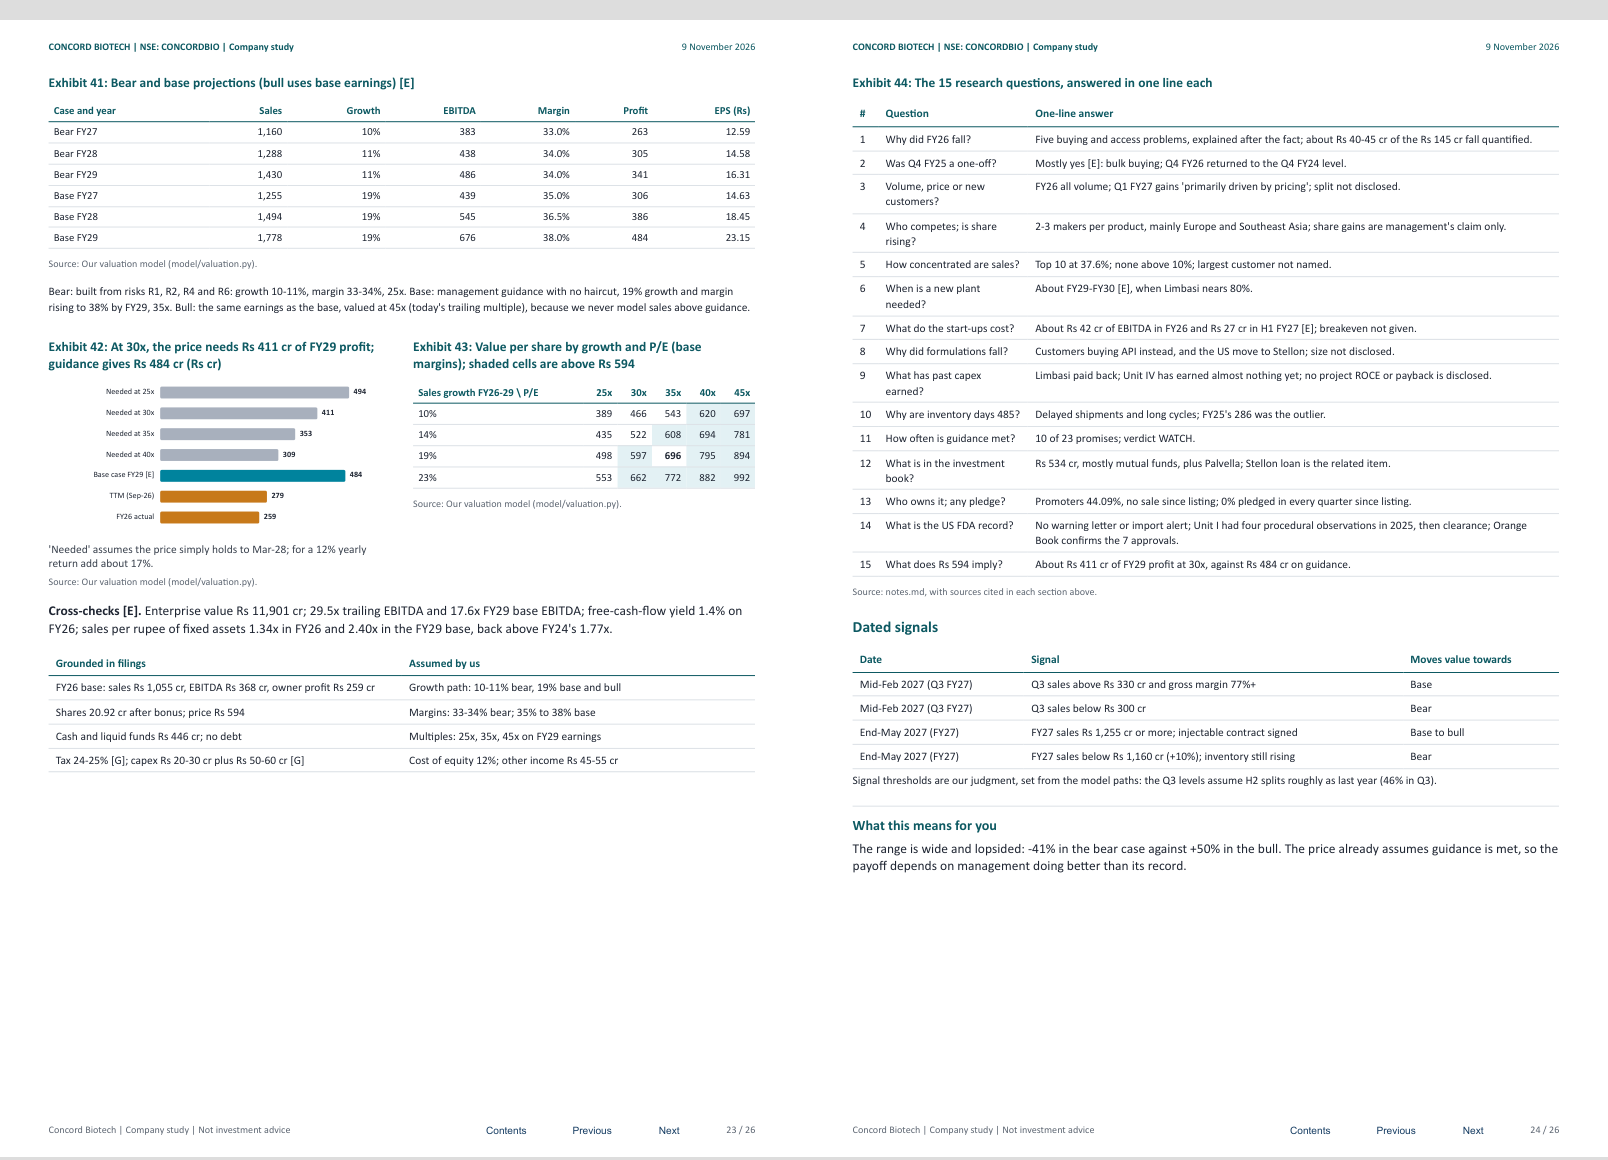 CONCORD BIOTECH | NSE: CONCORDBIO | Company study 9 November 2026
Exhibit 41: Bear and base projections (bull uses base earnings) [E]
Case and year Sales Growth EBITDA Margin Profit EPS (Rs)
Bear FY27 1,160 10% 383 33.0% 263 12.59
Bear FY28 1,288 11% 438 34.0% 305 14.58
Bear FY29 1,430 11% 486 34.0% 341 16.31
Base FY27 1,255 19% 439 35.0% 306 14.63
Base FY28 1,494 19% 545 36.5% 386 18.45
Base FY29 1,778 19% 676 38.0% 484 23.15
Source: Our valuation model (model/valuation.py).
Bear: built from risks R1, R2, R4 and R6: growth 10-11%, margin 33-34%, 25x. Base: management guidance with no haircut, 19% growth and margin
rising to 38% by FY29, 35x. Bull: the same earnings as the base, valued at 45x (today's trailing multiple), because we never model sales above guidance.
Exhibit 42: At 30x, the price needs Rs 411 cr of FY29 profit;
guidance gives Rs 484 cr (Rs cr)
Needed at 25x 494
Needed at 30x 411
Needed at 35x 353
Needed at 40x 309
Base case FY29 [E] 484
TTM (Sep-26) 279
FY26 actual 259
'Needed' assumes the price simply holds to Mar-28; for a 12% yearly
return add about 17%.
Source: Our valuation model (model/valuation.py).
Exhibit 43: Value per share by growth and P/E (base
margins); shaded cells are above Rs 594
Sales growth FY26-29 \ P/E 25x 30x 35x 40x 45x
10% 389 466 543 620 697
14% 435 522 608 694 781
19% 498 597 696 795 894
23% 553 662 772 882 992
Source: Our valuation model (model/valuation.py).
Cross-checks [E]. Enterprise value Rs 11,901 cr; 29.5x trailing EBITDA and 17.6x FY29 base EBITDA; free-cash-flow yield 1.4% on
FY26; sales per rupee of fixed assets 1.34x in FY26 and 2.40x in the FY29 base, back above FY24's 1.77x.
Grounded in filings Assumed by us
FY26 base: sales Rs 1,055 cr, EBITDA Rs 368 cr, owner profit Rs 259 cr Growth path: 10-11% bear, 19% base and bull
Shares 20.92 cr after bonus; price Rs 594 Margins: 33-34% bear; 35% to 38% base
Cash and liquid funds Rs 446 cr; no debt Multiples: 25x, 35x, 45x on FY29 earnings
Tax 24-25% [G]; capex Rs 20-30 cr plus Rs 50-60 cr [G] Cost of equity 12%; other income Rs 45-55 cr
Concord Biotech | Company study | Not investment advice Contents Previous Next 23 / 26
CONCORD BIOTECH | NSE: CONCORDBIO | Company study 9 November 2026
Exhibit 44: The 15 research questions, answered in one line each
# Question One-line answer
1 Why did FY26 fall? Five buying and access problems, explained after the fact; about Rs 40-45 cr of the Rs 145 cr fall quantified.
2 Was Q4 FY25 a one-off? Mostly yes [E]: bulk buying; Q4 FY26 returned to the Q4 FY24 level.
3 Volume, price or new FY26 all volume; Q1 FY27 gains 'primarily driven by pricing'; split not disclosed.
customers?
4 Who competes; is share 2-3 makers per product, mainly Europe and Southeast Asia; share gains are management's claim only.
rising?
5 How concentrated are sales? Top 10 at 37.6%; none above 10%; largest customer not named.
6 When is a new plant About FY29-FY30 [E], when Limbasi nears 80%.
needed?
7 What do the start-ups cost? About Rs 42 cr of EBITDA in FY26 and Rs 27 cr in H1 FY27 [E]; breakeven not given.
8 Why did formulations fall? Customers buying API instead, and the US move to Stellon; size not disclosed.
9 What has past capex Limbasi paid back; Unit IV has earned almost nothing yet; no project ROCE or payback is disclosed.
earned?
10 Why are inventory days 485? Delayed shipments and long cycles; FY25's 286 was the outlier.
11 How often is guidance met? 10 of 23 promises; verdict WATCH.
12 What is in the investment Rs 534 cr, mostly mutual funds, plus Palvella; Stellon loan is the related item.
book?
13 Who owns it; any pledge? Promoters 44.09%, no sale since listing; 0% pledged in every quarter since listing.
14 What is the US FDA record? No warning letter or import alert; Unit I had four procedural observations in 2025, then clearance; Orange
Book confirms the 7 approvals.
15 What does Rs 594 imply? About Rs 411 cr of FY29 profit at 30x, against Rs 484 cr on guidance.
Source: notes.md, with sources cited in each section above.
Dated signals
Date Signal Moves value towards
Mid-Feb 2027 (Q3 FY27) Q3 sales above Rs 330 cr and gross margin 77%+ Base
Mid-Feb 2027 (Q3 FY27) Q3 sales below Rs 300 cr Bear
End-May 2027 (FY27) FY27 sales Rs 1,255 cr or more; injectable contract signed Base to bull
End-May 2027 (FY27) FY27 sales below Rs 1,160 cr (+10%); inventory still rising Bear
Signal thresholds are our judgment, set from the model paths: the Q3 levels assume H2 splits roughly as last year (46% in Q3).
What this means for you
The range is wide and lopsided: -41% in the bear case against +50% in the bull. The price already assumes guidance is met, so the
payoff depends on management doing better than its record.
Concord Biotech | Company study | Not investment advice Contents Previous Next 24 / 26